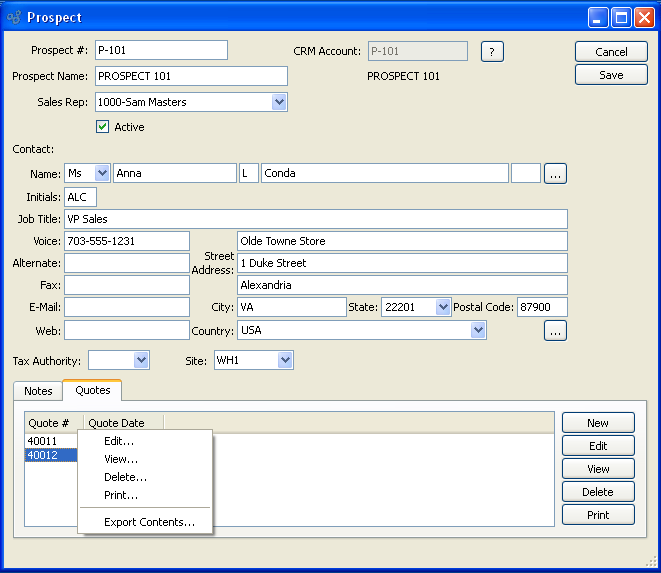 Prospect
Prospect #: P-101 CRM Account: P-101 ? Cancel
Prospect Name: PROSPECT 101 PROSPECT 101 Save
Sales Rep: 1000-Sam Masters
Active
Contact:
Name: Ms Anna L Conda ...
Initials: ALC
Job Title: VP Sales
Voice: 703-555-1231 Olde Towne Store
Alternate: Street Address: 1 Duke Street
Fax: Alexandria
E-Mail: City: VA State: 22201 Postal Code: 87900
Web: Country: USA ...
Tax Authority: Site: WH1
Notes Quotes
Quote # Quote Date New
40011 Edit... Edit
40012 View... View
Delete... Delete
Print... Print
Export Contents...